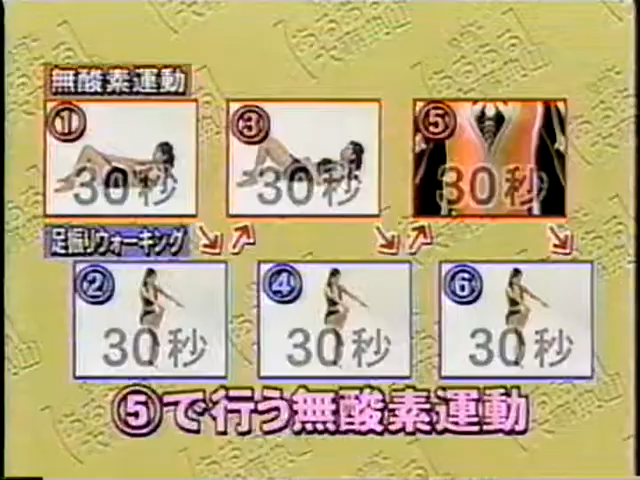 無酸素運動
① ③ ⑤
30秒 30秒 30秒
足振りウォーキング
② ④ ⑥
30秒 30秒 30秒
⑤で行う無酸素運動